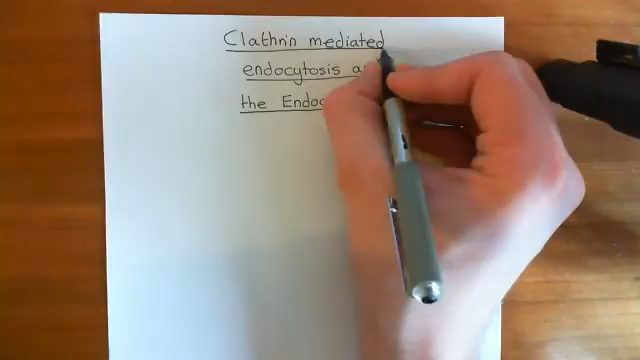 Clathrin mediated
endocytosis
the